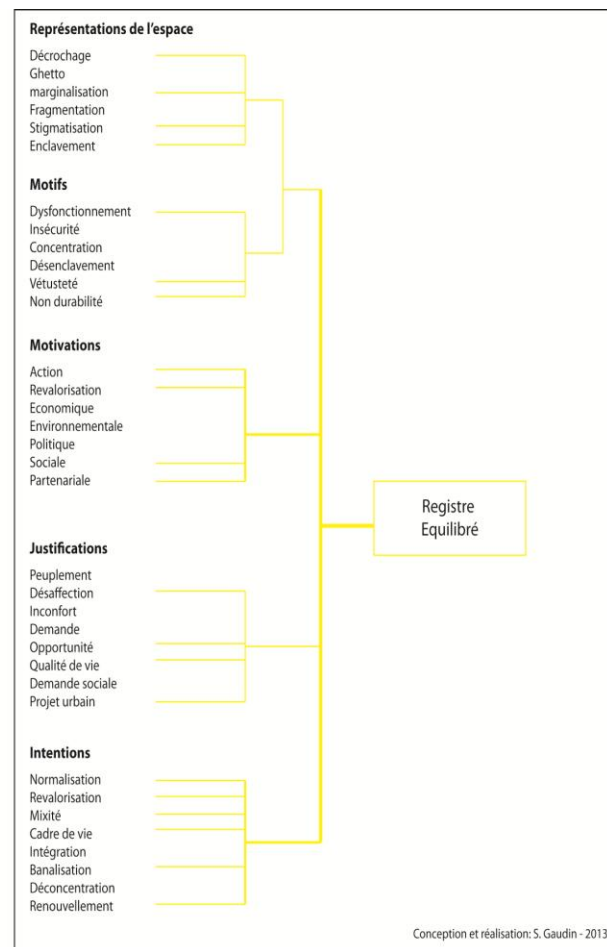 Représentations de l'espace
Décrochage
Ghetto
marginalisation
Fragmentation
Stigmatisation
Enclavement
Motifs
Dysfonctionnement
Insécurité
Concentration
Désenclavement
Vétusteté
Non durabilité
Motivations
Action
Revalorisation
Economique
Environnementale
Politique
Sociale
Partenariale
Registre
Equilibré
Justifications
Peuplement
Désaffection
Inconfort
Demande
Opportunité
Qualité de vie
Demande sociale
Projet urbain
Intentions
Normalisation
Revalorisation
Mixité
Cadre de vie
Intégration
Banalisation
Déconcentration
Renouvellement
Conception et réalisation: S. Gaudin - 2013